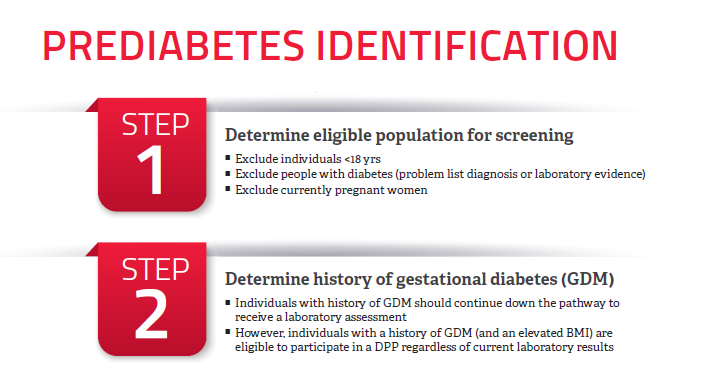 PREDIABETES IDENTIFICATION
STEP
1
Determine eligible population for screening
▪ Exclude individuals <18 yrs
▪ Exclude people with diabetes (problem list diagnosis or laboratory evidence)
▪ Exclude currently pregnant women
STEP
2
Determine history of gestational diabetes (GDM)
▪ Individuals with history of GDM should continue down the pathway to
receive a laboratory assessment
▪ However, individuals with a history of GDM (and an elevated BMI) are
eligible to participate in a DPP regardless of current laboratory results